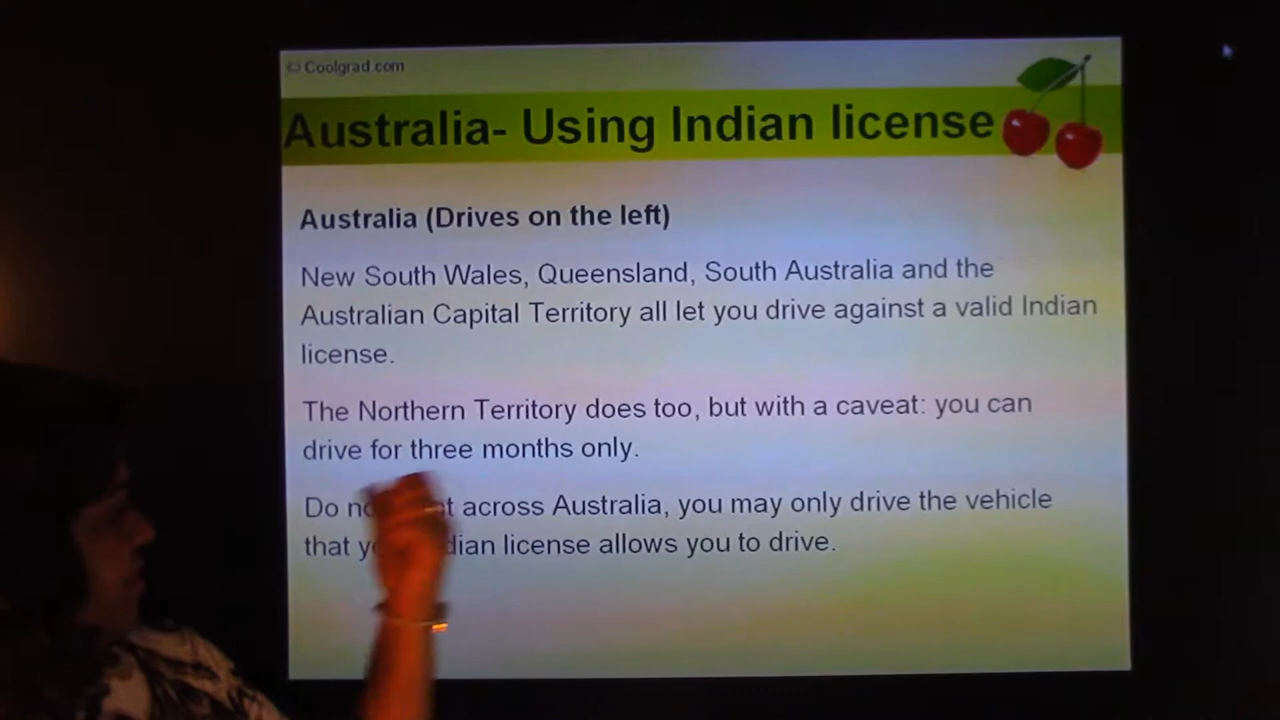 © Coolgrad.com
Australia- Using Indian license
Australia (Drives on the left)
New South Wales, Queensland, South Australia and the
Australian Capital Territory all let you drive against a valid Indian
license.
The Northern Territory does too, but with a caveat: you can
drive for three months only.
Do across Australia, you may only drive the vehicle
that license allows you to drive.